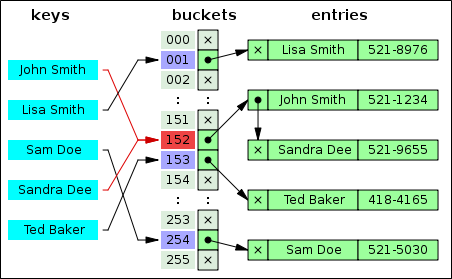 keys buckets entries
000 ×
001 × Lisa Smith 521-8976
John Smith
002 ×
Lisa Smith
: :
× John Smith 521-1234
151 ×
152
Sam Doe
153 × Sandra Dee 521-9655
154 ×
Sandra Dee
: :
× Ted Baker 418-4165
253 ×
Ted Baker
254
255 ×
× Sam Doe 521-5030